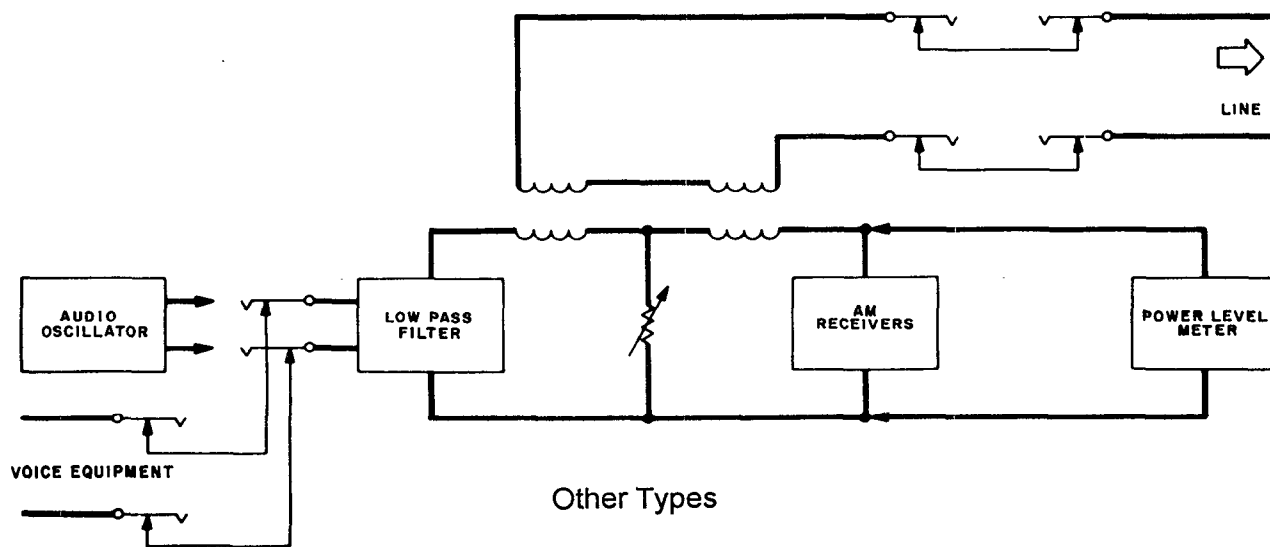 LINE
AUDIO
OSCILLATOR
LOW PASS
FILTER
AM
RECEIVERS
POWER LEVEL
METER
VOICE EQUIPMENT
Other Types